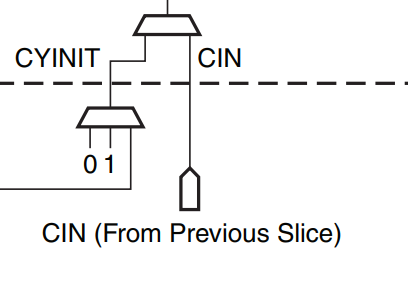 CYINIT CIN
0 1
CIN (From Previous Slice)